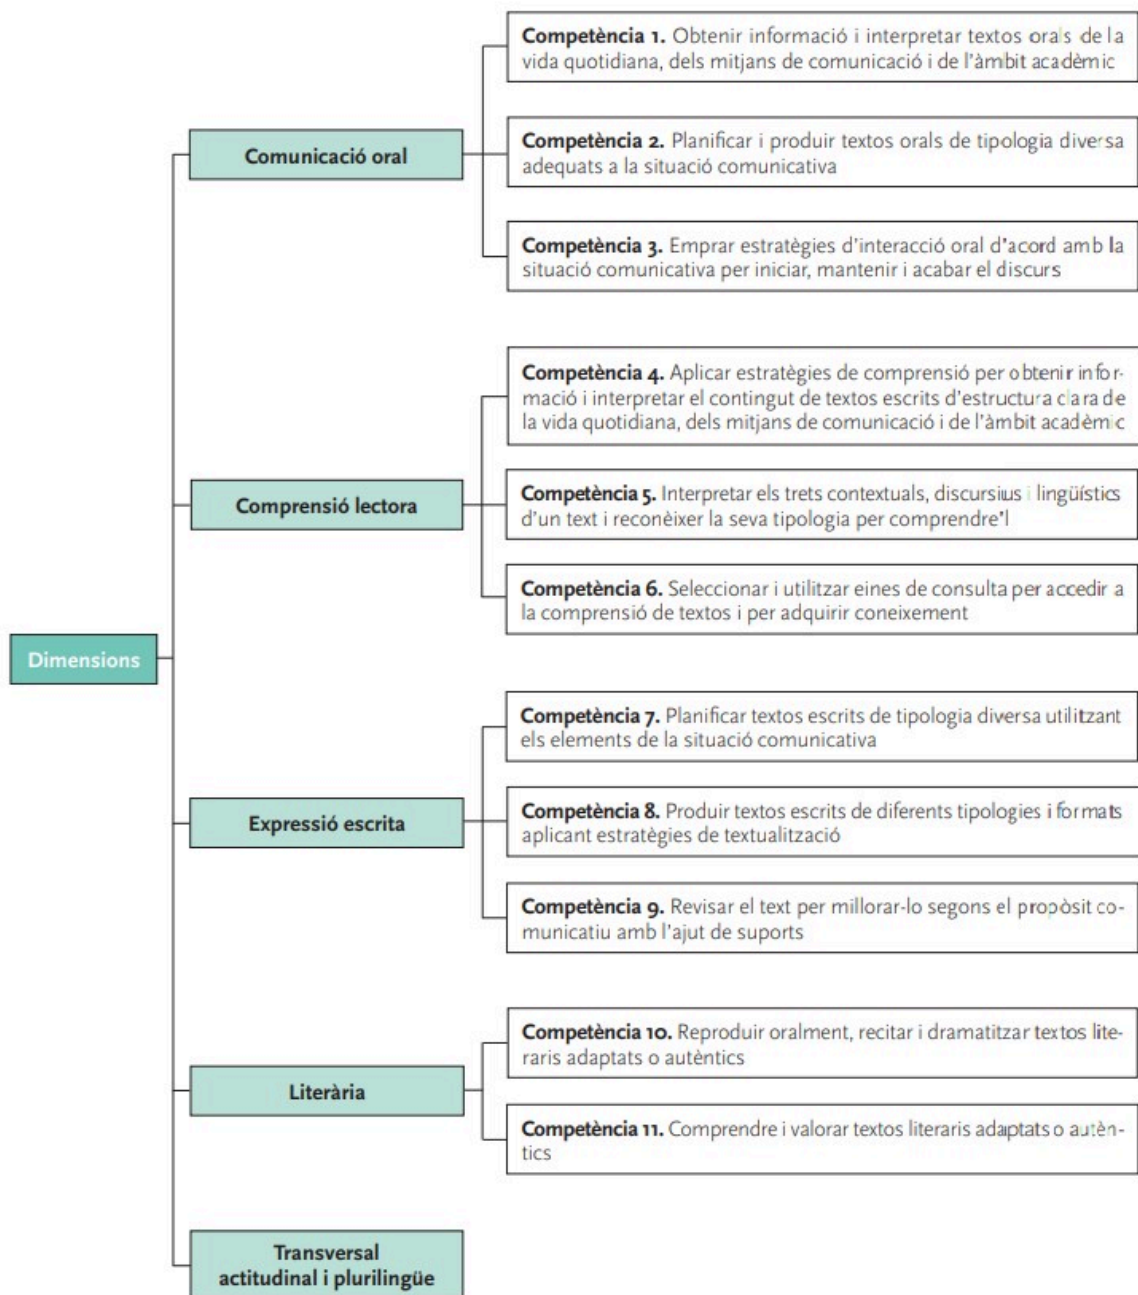 Competència 1. Obtenir informació i interpretar textos orals de la
vida quotidiana, dels mitjans de comunicació i de l'àmbit acadèmic
Comunicació oral
Competència 2. Planificar i produir textos orals de tipologia diversa
adequats a la situació comunicativa
Competència 3. Emprar estratègies d'interacció oral d'acord amb la
situació comunicativa per iniciar, mantenir i acabar el discurs
Competència 4. Aplicar estratègies de comprensió per obtenir infor-
mació i interpretar el contingut de textos escrits d'estructura clara de
la vida quotidiana, dels mitjans de comunicació i de l'àmbit acadèmic
Comprensió lectora
Competència 5. Interpretar els trets contextuals, discursius i lingüístics
d'un text i reconèixer la seva tipologia per comprendre'l
Competència 6. Seleccionar i utilitzar eines de consulta per accedir a
la comprensió de textos i per adquirir coneixement
Dimensions
Competència 7. Planificar textos escrits de tipologia diversa utilitzant
els elements de la situació comunicativa
Expressió escrita
Competència 8. Produir textos escrits de diferents tipologies i formats
aplicant estratègies de textualització
Competència 9. Revisar el text per millorar-lo segons el propòsit co-
municatiu amb l'ajut de suports
Competència 10. Reproduir oralment, recitar i dramatitzar textos lite-
raris adaptats o autèntics
Literària
Competència 11. Comprendre i valorar textos literaris adaptats o autèn-
tics
Transversal
actitudinal i plurilingüe